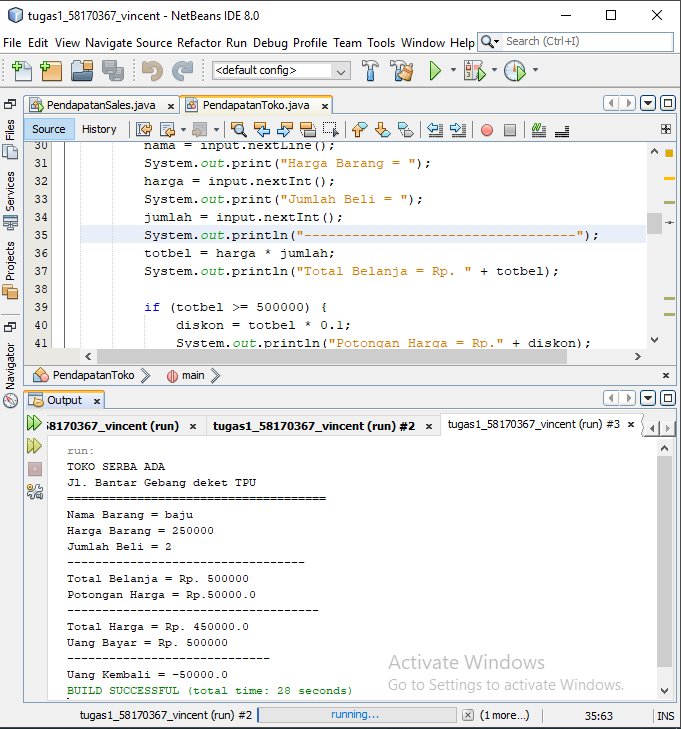 tugas1_58170367_vincent - NetBeans IDE 8.0
File Edit View Navigate Source Refactor Run Debug Profile Team Tools Window Help
Search (Ctrl+I)
<default config>
PendapatanSales.java x PendapatanToko.java x
Files
Services
Projects
Navigator
Source History
30 nama = input.nextLine();
31 System.out.print("Harga Barang = ");
32 harga = input.nextInt();
33 System.out.print("Jumlah Beli = ");
34 jumlah = input.nextInt();
35 System.out.println("----------------------------------");
36 totbel = harga * jumlah;
37 System.out.println("Total Belanja = Rp. " + totbel);
38
39 if (totbel >= 500000) {
40 diskon = totbel * 0.1;
41 System.out.println("Potongan Harga = Rp." + diskon);
PendapatanToko main
Output x
58170367_vincent (run) x tugas1_58170367_vincent (run) #2 x tugas1_58170367_vincent (run) #3 x
run:
TOKO SERBA ADA
Jl. Bantar Gebang deket TPU
=====================================
Nama Barang = baju
Harga Barang = 250000
Jumlah Beli = 2
----------------------------------
Total Belanja = Rp. 500000
Potongan Harga = Rp.50000.0
------------------------------------
Total Harga = Rp. 450000.0
Uang Bayar = Rp. 500000
-----------------------------
Uang Kembali = -50000.0
BUILD SUCCESSFUL (total time: 28 seconds)
Activate Windows
Go to Settings to activate Windows.
tugas1_58170367_vincent (run) #2 running... (1 more...) 35:63 INS